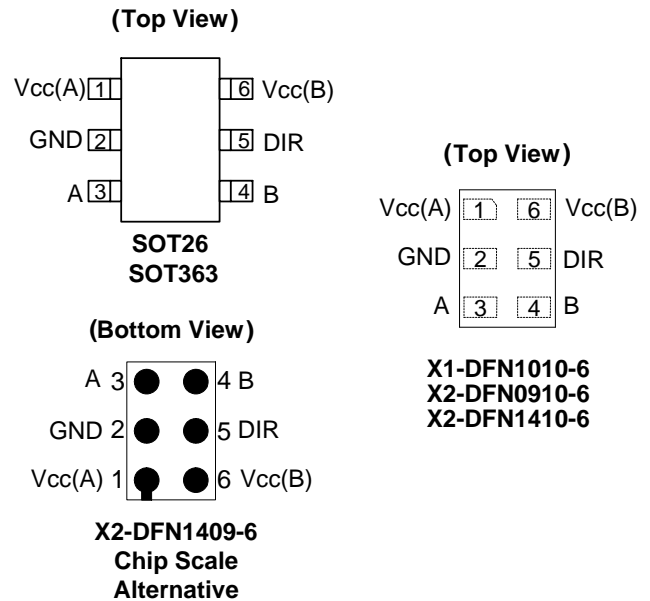 (Top View)
Vcc(A) 1 6 Vcc(B)
GND 2 5 DIR
A 3 4 B
SOT26
SOT363
(Bottom View)
A 3 4 B
GND 2 5 DIR
Vcc(A) 1 6 Vcc(B)
X2-DFN1409-6
Chip Scale
Alternative
(Top View)
Vcc(A) 1 6 Vcc(B)
GND 2 5 DIR
A 3 4 B
X1-DFN1010-6
X2-DFN0910-6
X2-DFN1410-6